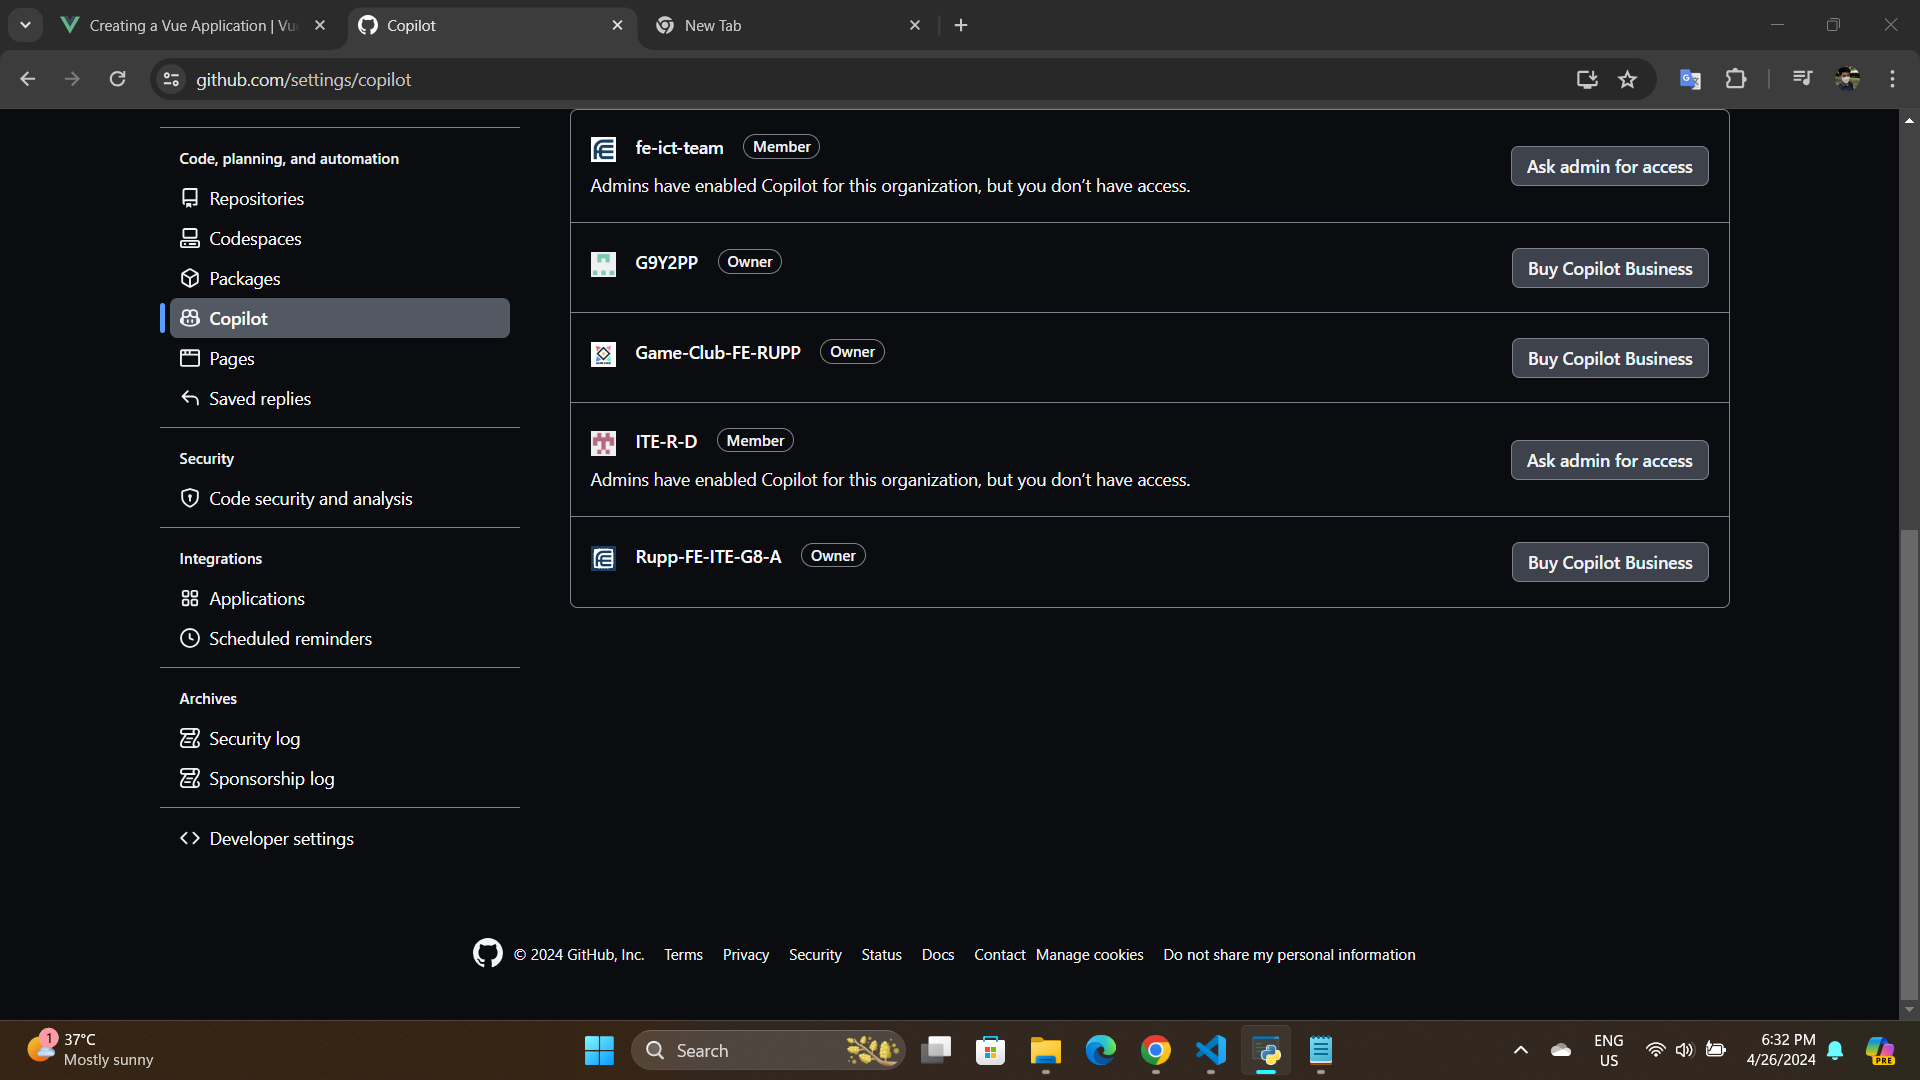 Creating a Vue Application | Vu
Copilot
New Tab
github.com/settings/copilot
Code, planning, and automation
Repositories
Codespaces
Packages
Copilot
Pages
Saved replies
Security
Code security and analysis
Integrations
Applications
Scheduled reminders
Archives
Security log
Sponsorship log
Developer settings
fe-ict-team Member
Admins have enabled Copilot for this organization, but you don’t have access.
Ask admin for access
G9Y2PP Owner
Buy Copilot Business
Game-Club-FE-RUPP Owner
Buy Copilot Business
ITE-R-D Member
Admins have enabled Copilot for this organization, but you don’t have access.
Ask admin for access
Rupp-FE-ITE-G8-A Owner
Buy Copilot Business
© 2024 GitHub, Inc. Terms Privacy Security Status Docs Contact Manage cookies Do not share my personal information
1
37°C
Mostly sunny
Search
ENG
US
6:32 PM
4/26/2024
PRE